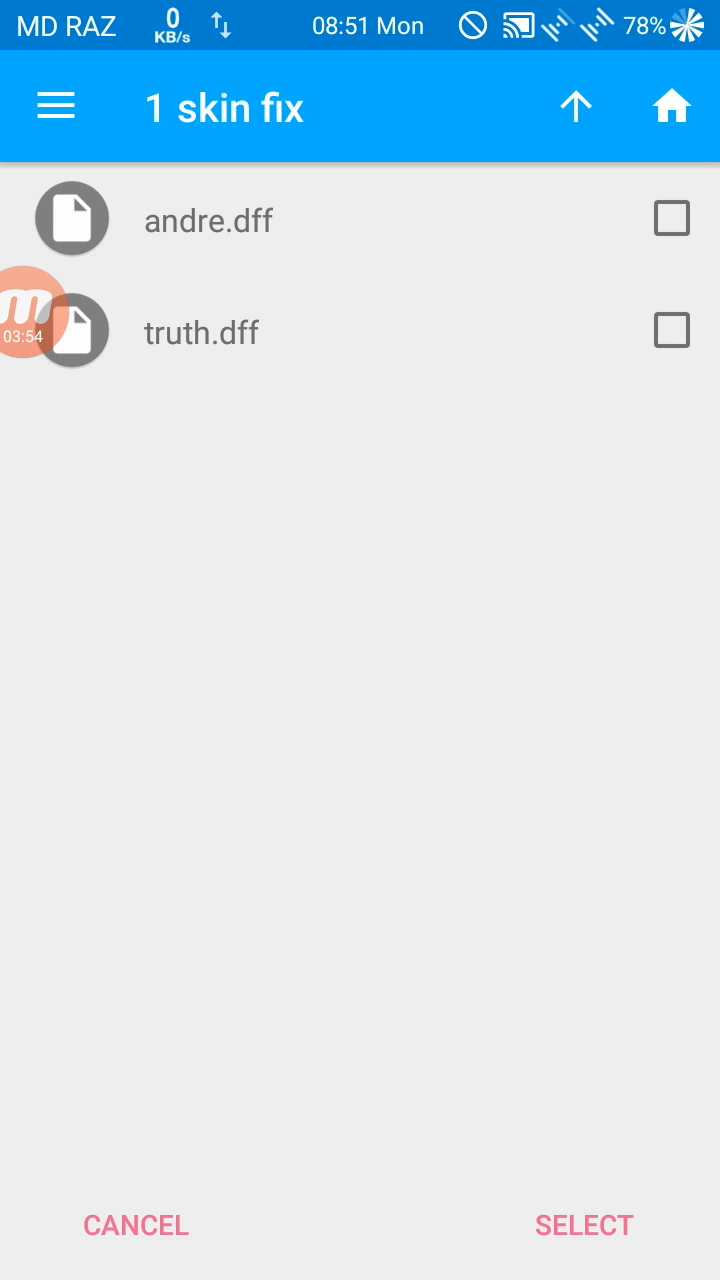 MD RAZ 0 KB/s 08:51 Mon 78%
1 skin fix
andre.dff
03:54
truth.dff
CANCEL SELECT